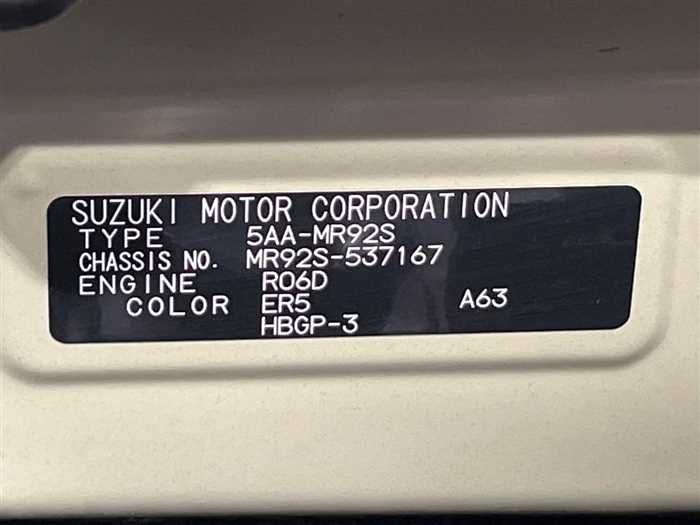 SUZUKI MOTOR CORPORATION
TYPE 5AA-MR92S
CHASSIS NO. MR92S-537167
ENGINE R06D
COLOR ER5 A63
HBGP-3